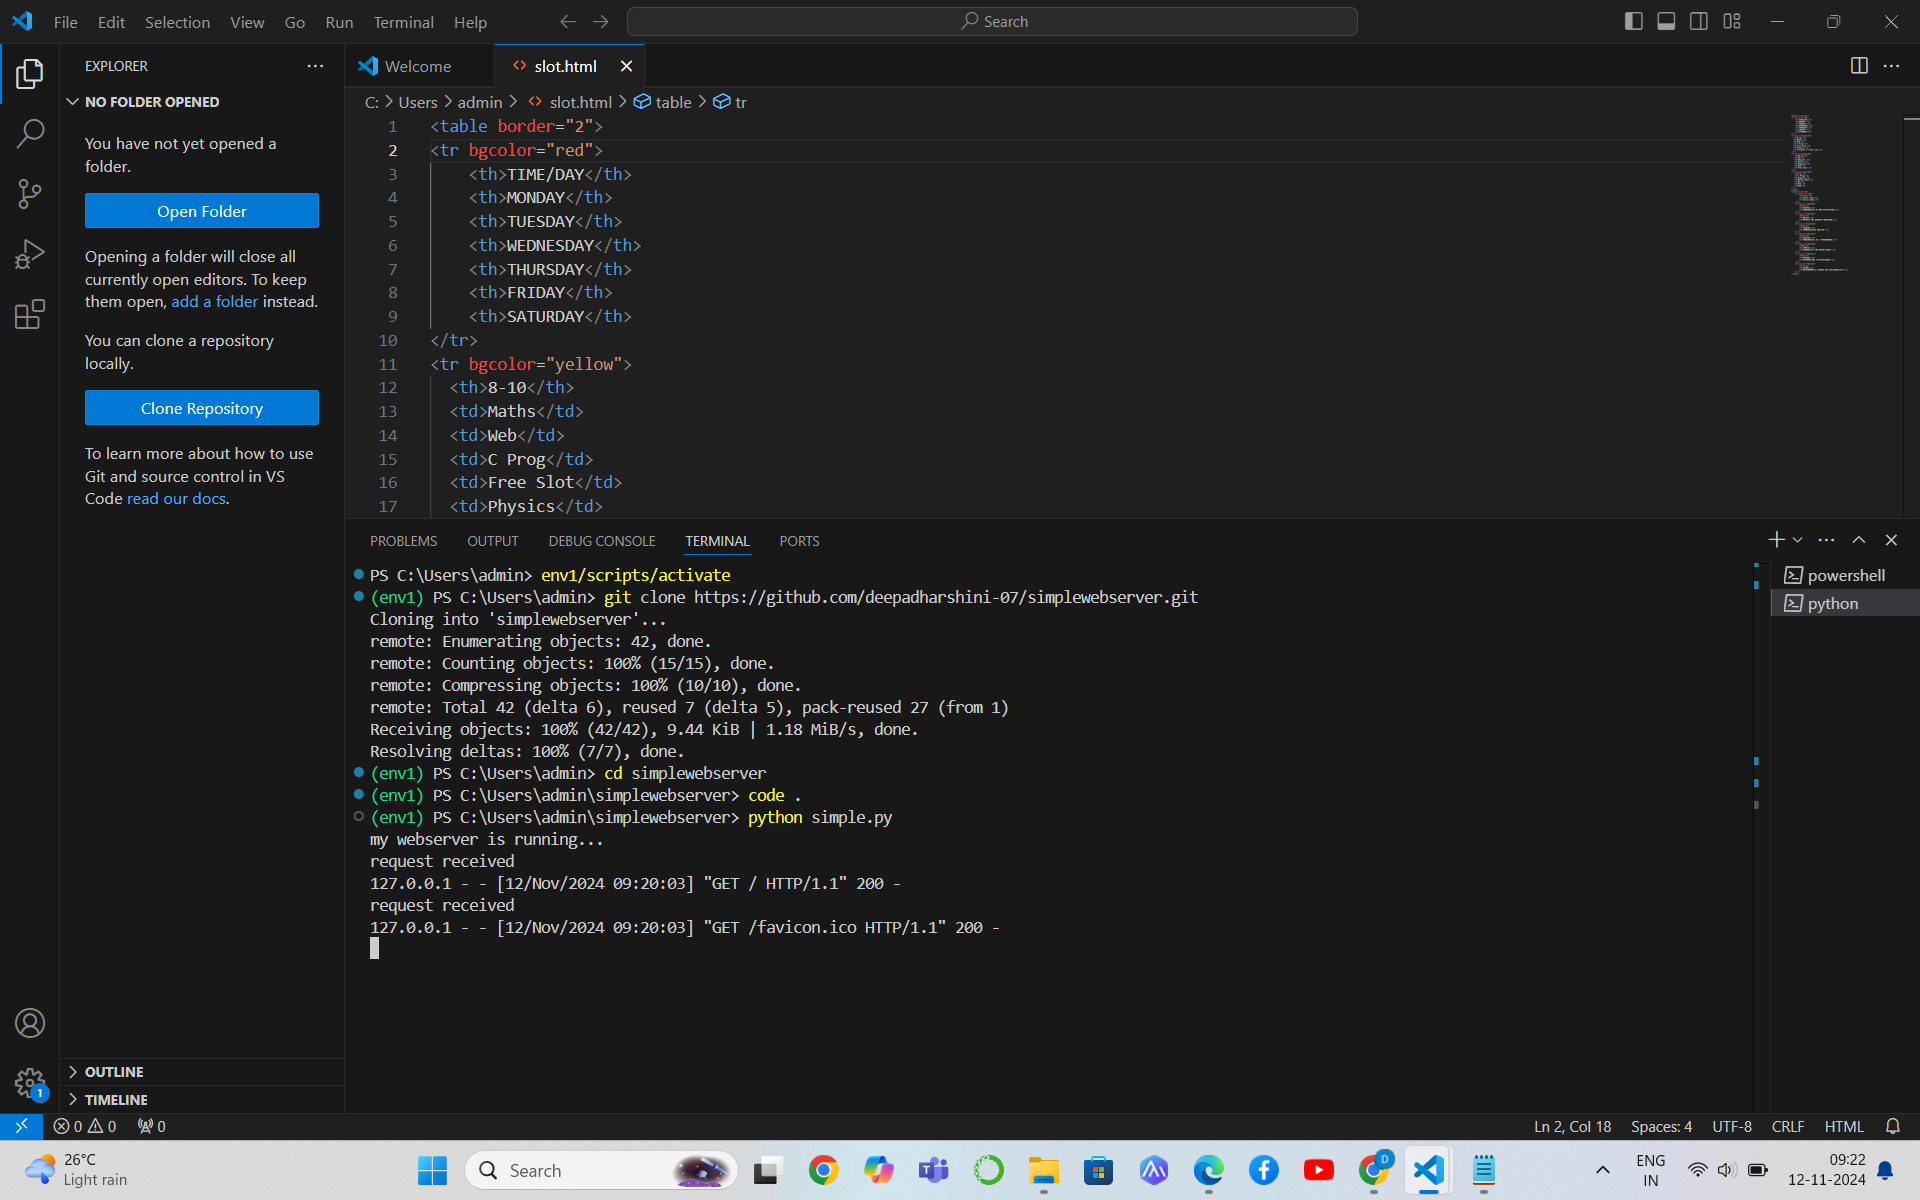 File Edit Selection View Go Run Terminal Help Search
EXPLORER
NO FOLDER OPENED
You have not yet opened a
folder.
Open Folder
Opening a folder will close all
currently open editors. To keep
them open, add a folder instead.
You can clone a repository
locally.
Clone Repository
To learn more about how to use
Git and source control in VS
Code read our docs.
OUTLINE
TIMELINE
Welcome slot.html
C: > Users > admin > slot.html > table > tr
1 <table border="2">
2 <tr bgcolor="red">
3 <th>TIME/DAY</th>
4 <th>MONDAY</th>
5 <th>TUESDAY</th>
6 <th>WEDNESDAY</th>
7 <th>THURSDAY</th>
8 <th>FRIDAY</th>
9 <th>SATURDAY</th>
10 </tr>
11 <tr bgcolor="yellow">
12 <th>8-10</th>
13 <td>Maths</td>
14 <td>Web</td>
15 <td>C Prog</td>
16 <td>Free Slot</td>
17 <td>Physics</td>
PROBLEMS OUTPUT DEBUG CONSOLE TERMINAL PORTS
PS C:\Users\admin> env1/scripts/activate
(env1) PS C:\Users\admin> git clone https://github.com/deepadharshini-07/simplewebserver.git
Cloning into 'simplewebserver'...
remote: Enumerating objects: 42, done.
remote: Counting objects: 100% (15/15), done.
remote: Compressing objects: 100% (10/10), done.
remote: Total 42 (delta 6), reused 7 (delta 5), pack-reused 27 (from 1)
Receiving objects: 100% (42/42), 9.44 KiB | 1.18 MiB/s, done.
Resolving deltas: 100% (7/7), done.
(env1) PS C:\Users\admin> cd simplewebserver
(env1) PS C:\Users\admin\simplewebserver> code .
(env1) PS C:\Users\admin\simplewebserver> python simple.py
my webserver is running...
request received
127.0.0.1 - - [12/Nov/2024 09:20:03] "GET / HTTP/1.1" 200 -
request received
127.0.0.1 - - [12/Nov/2024 09:20:03] "GET /favicon.ico HTTP/1.1" 200 -
powershell
python
1
0 0 0
Ln 2, Col 18 Spaces: 4 UTF-8 CRLF HTML
26°C
Light rain
Search
D
ENG
IN
09:22
12-11-2024